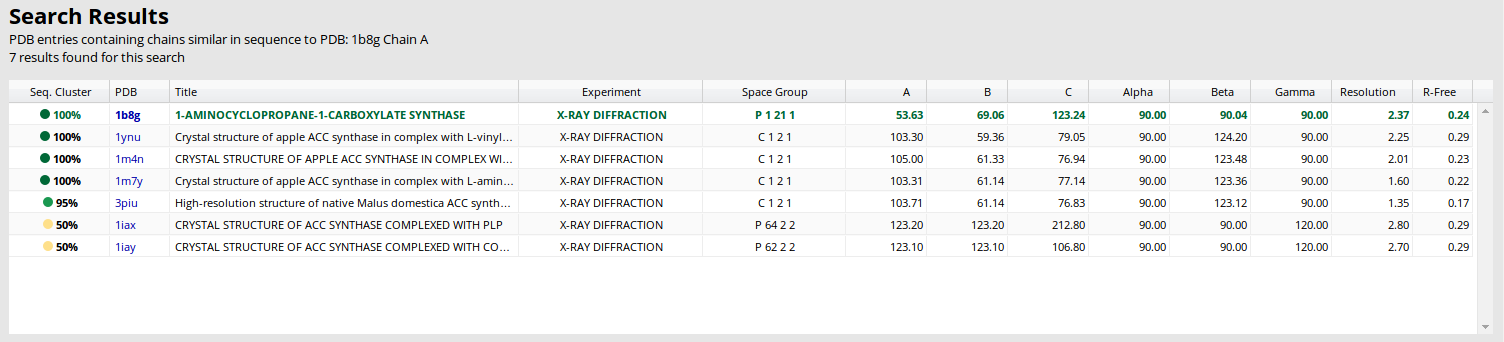 Search Results
PDB entries containing chains similar in sequence to PDB: 1b8g Chain A
7 results found for this search
Seq. Cluster PDB Title Experiment Space Group A B C Alpha Beta Gamma Resolution R-Free
100% 1b8g 1-AMINOCYCLOPROPANE-1-CARBOXYLATE SYNTHASE X-RAY DIFFRACTION P 1 21 1 53.63 69.06 123.24 90.00 90.04 90.00 2.37 0.24
100% 1ynu Crystal structure of apple ACC synthase in complex with L-vinyl... X-RAY DIFFRACTION C 1 2 1 103.30 59.36 79.05 90.00 124.20 90.00 2.25 0.29
100% 1m4n CRYSTAL STRUCTURE OF APPLE ACC SYNTHASE IN COMPLEX WI... X-RAY DIFFRACTION C 1 2 1 105.00 61.33 76.94 90.00 123.48 90.00 2.01 0.23
100% 1m7y Crystal structure of apple ACC synthase in complex with L-amin... X-RAY DIFFRACTION C 1 2 1 103.31 61.14 77.14 90.00 123.36 90.00 1.60 0.22
95% 3piu High-resolution structure of native Malus domestica ACC synth... X-RAY DIFFRACTION C 1 2 1 103.71 61.14 76.83 90.00 123.12 90.00 1.35 0.17
50% 1iax CRYSTAL STRUCTURE OF ACC SYNTHASE COMPLEXED WITH PLP X-RAY DIFFRACTION P 64 2 2 123.20 123.20 212.80 90.00 90.00 120.00 2.80 0.29
50% 1iay CRYSTAL STRUCTURE OF ACC SYNTHASE COMPLEXED WITH CO... X-RAY DIFFRACTION P 62 2 2 123.10 123.10 106.80 90.00 90.00 120.00 2.70 0.29